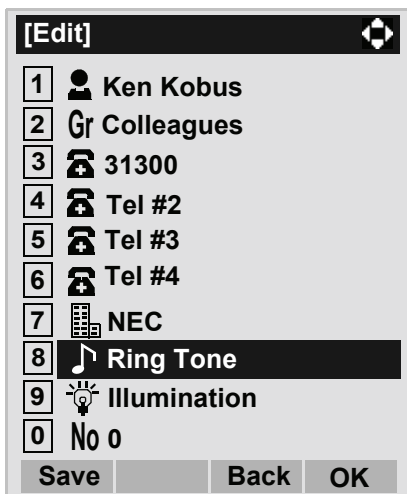 [Edit]
1 Ken Kobus
2 Gr Colleagues
3 31300
4 Tel #2
5 Tel #3
6 Tel #4
7 NEC
8 Ring Tone
9 Illumination
0 No 0
Save Back OK